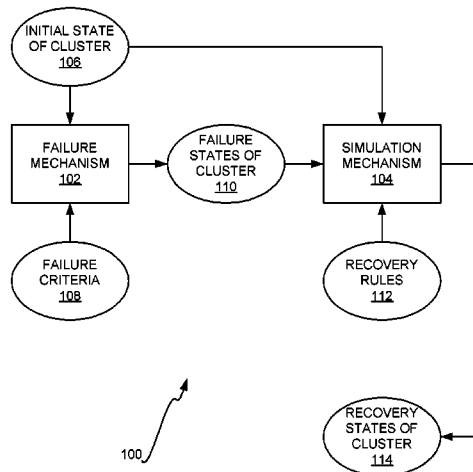 INITIAL STATE
OF CLUSTER
106
FAILURE
MECHANISM
102
FAILURE
STATES OF
CLUSTER
110
SIMULATION
MECHANISM
104
FAILURE
CRITERIA
108
RECOVERY
RULES
112
100
RECOVERY
STATES OF
CLUSTER
114